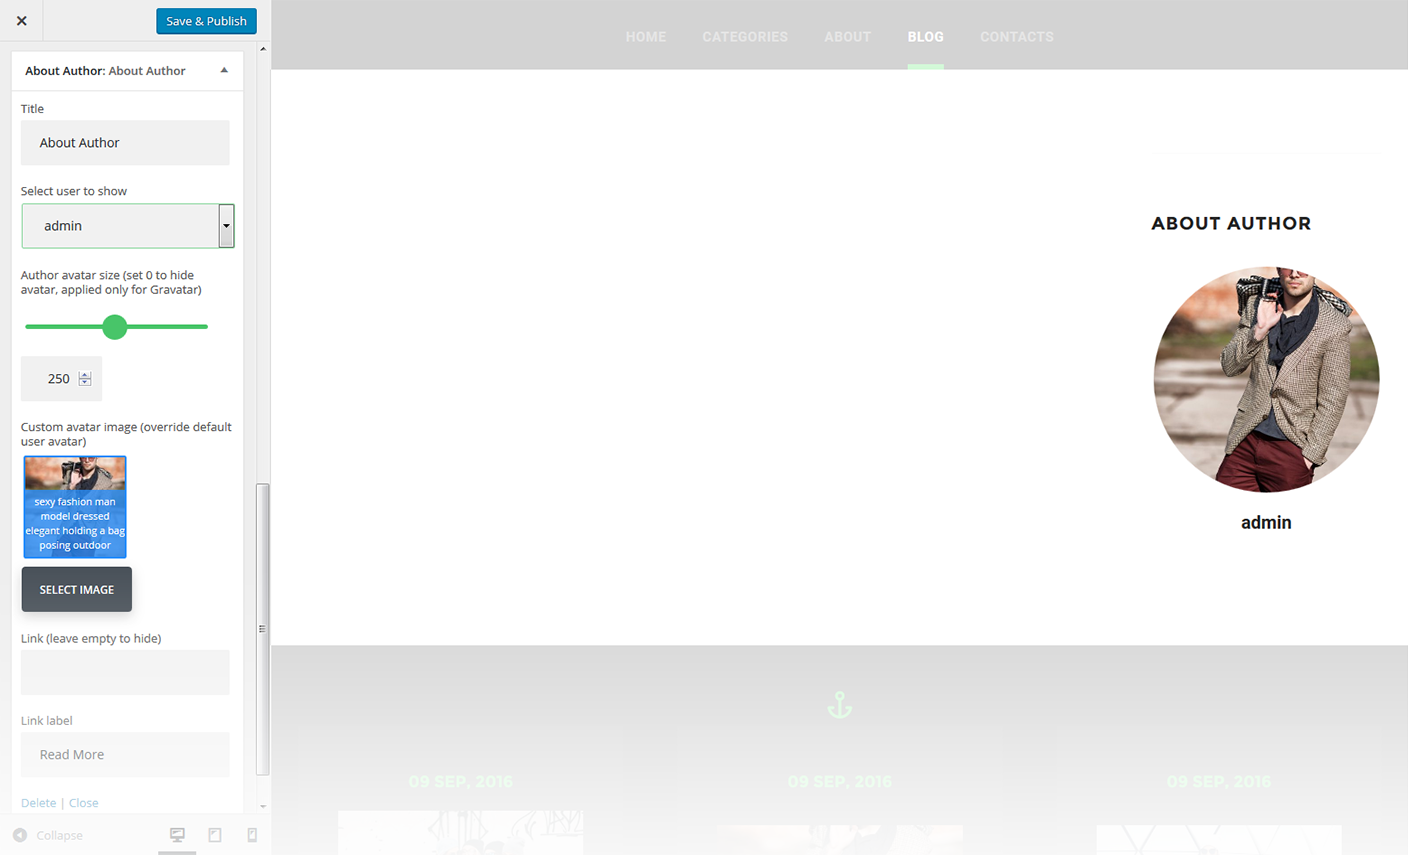 Save & Publish
About Author: About Author
Title
About Author
Select user to show
admin
Author avatar size (set 0 to hide
avatar, applied only for Gravatar)
250
Custom avatar image (override default
user avatar)
sexy fashion man
model dressed
elegant holding a bag
posing outdoor
SELECT IMAGE
Link (leave empty to hide)
Link label
Read More
Delete | Close
Collapse
HOME CATEGORIES ABOUT BLOG CONTACTS
ABOUT AUTHOR
admin
09 SEP, 2016 09 SEP, 2016 09 SEP, 2016